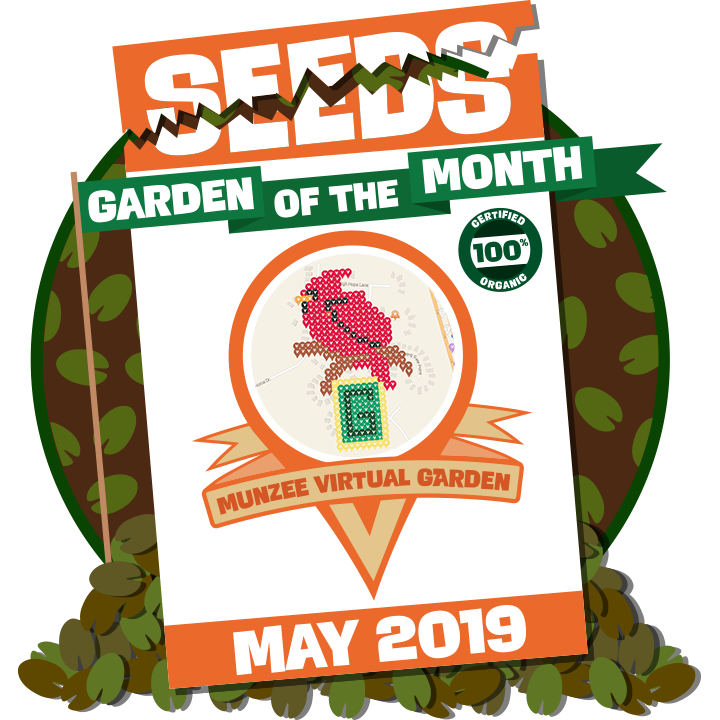 SEEDS
GARDEN OF THE MONTH
CERTIFIED
100%
ORGANIC
G
MUNZEE VIRTUAL GARDEN
MAY 2019